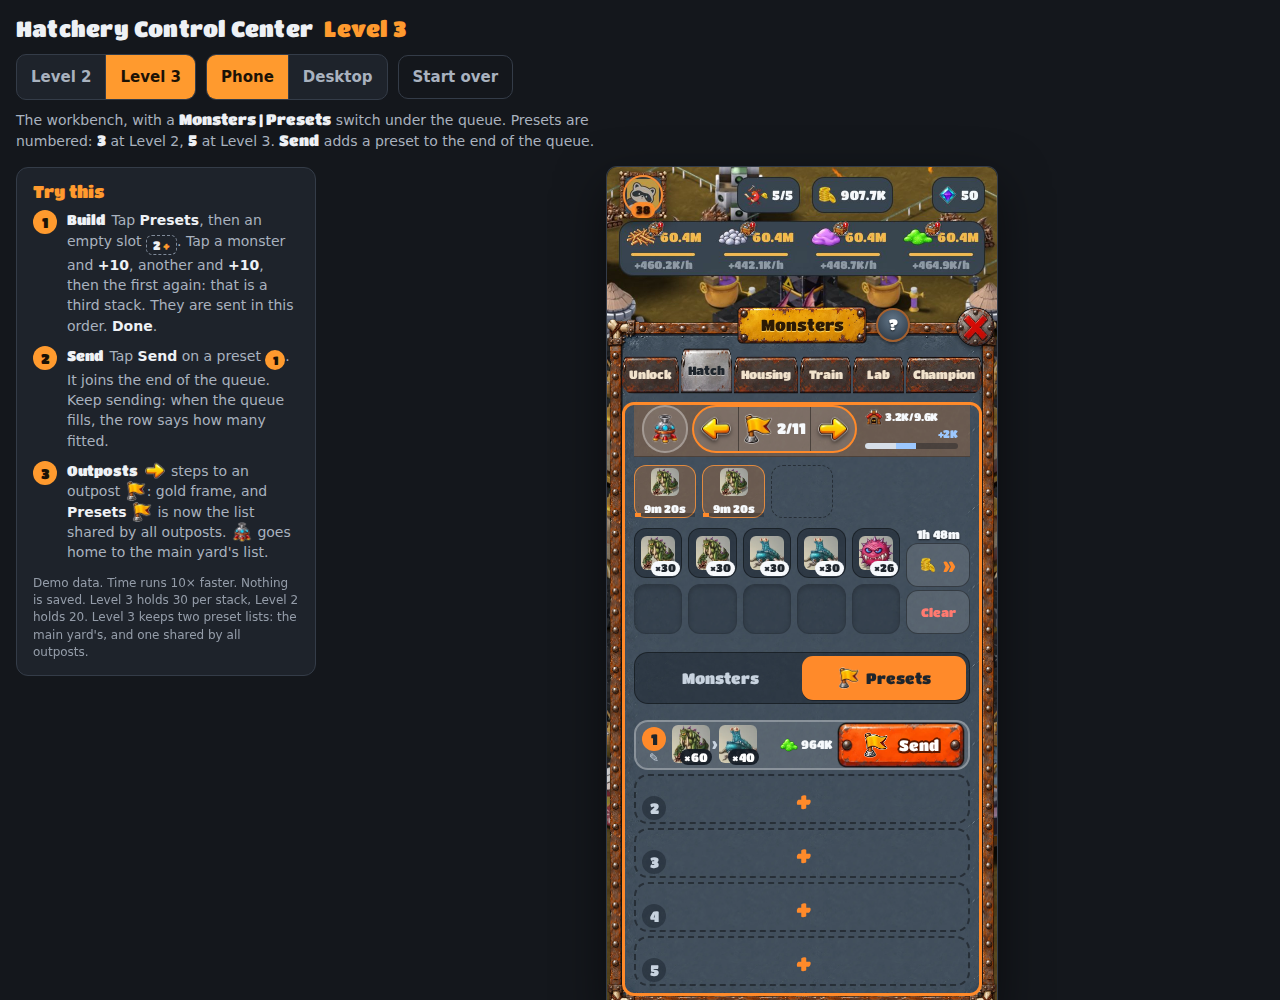 Hatchery Control Center Level 3
Level 2
Level 3
Phone
Desktop
Start over
The workbench, with a Monsters|Presets switch under the queue. Presets are
numbered: 3 at Level 2, 5 at Level 3. Send adds a preset to the end of the queue.
Try this
1 Build Tap Presets, then an
empty slot 2+. Tap a monster
and +10, another and +10,
then the first again: that is a
third stack. They are sent in this
order. Done.
2 Send Tap Send on a preset 1.
It joins the end of the queue.
Keep sending: when the queue
fills, the row says how many
fitted.
3 Outposts steps to an
outpost : gold frame, and
Presets is now the list
shared by all outposts. goes
home to the main yard's list.
Demo data. Time runs 10× faster. Nothing
is saved. Level 3 holds 30 per stack, Level 2
holds 20. Level 3 keeps two preset lists: the
main yard's, and one shared by all
outposts.
30
5/5
907.7K
50
60.4M
60.4M
60.4M
60.4M
+460.2K/h
+442.1K/h
+448.7K/h
+464.9K/h
Monsters
?
Unlock
Hatch
Housing
Train
Lab
Champion
2/11
3.2K/9.6K
+2K
9m 20s
9m 20s
×30
×30
×30
×30
×26
1h 48m
»
Clear
Monsters
Presets
1
×60
›
×40
964K
Send
2 +
3 +
4 +
5 +